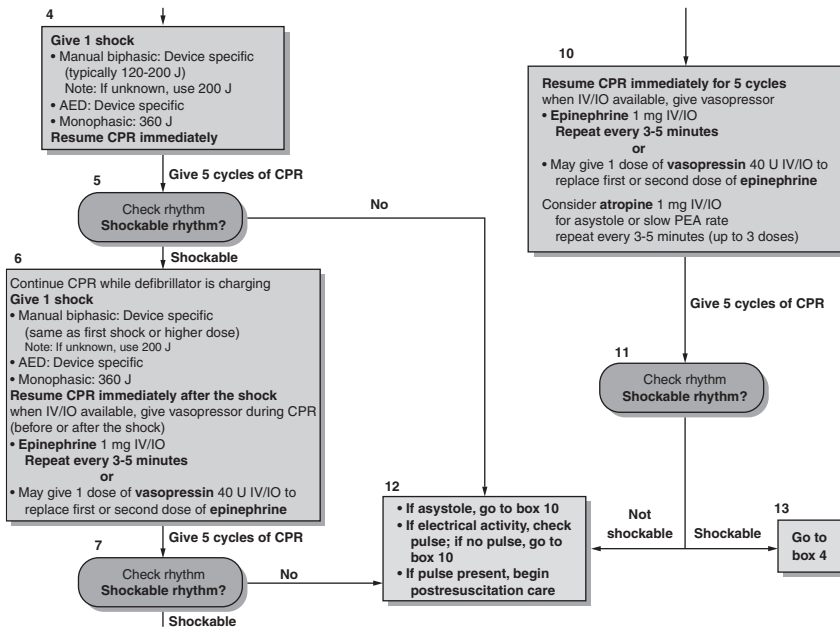 4
Give 1 shock
• Manual biphasic: Device specific
(typically 120-200 J)
Note: If unknown, use 200 J
• AED: Device specific
• Monophasic: 360 J
Resume CPR immediately
Give 5 cycles of CPR
5
Check rhythm
Shockable rhythm?
No
Shockable
6
Continue CPR while defibrillator is charging
Give 1 shock
• Manual biphasic: Device specific
(same as first shock or higher dose)
Note: If unknown, use 200 J
• AED: Device specific
• Monophasic: 360 J
Resume CPR immediately after the shock
when IV/IO available, give vasopressor during CPR
(before or after the shock)
• Epinephrine 1 mg IV/IO
Repeat every 3-5 minutes
or
• May give 1 dose of vasopressin 40 U IV/IO to
replace first or second dose of epinephrine
Give 5 cycles of CPR
7
Check rhythm
Shockable rhythm?
No
Shockable
10
Resume CPR immediately for 5 cycles
when IV/IO available, give vasopressor
• Epinephrine 1 mg IV/IO
Repeat every 3-5 minutes
or
• May give 1 dose of vasopressin 40 U IV/IO to
replace first or second dose of epinephrine
Consider atropine 1 mg IV/IO
for asystole or slow PEA rate
repeat every 3-5 minutes (up to 3 doses)
Give 5 cycles of CPR
11
Check rhythm
Shockable rhythm?
Not
shockable
Shockable
12
• If asystole, go to box 10
• If electrical activity, check
pulse; if no pulse, go to
box 10
• If pulse present, begin
postresuscitation care
13
Go to
box 4